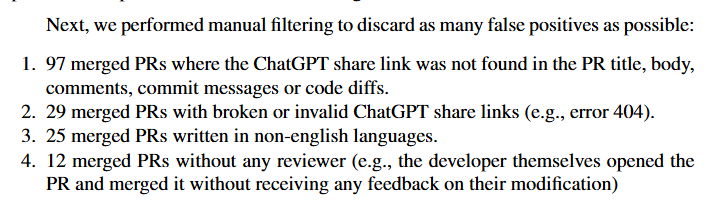 Next, we performed manual filtering to discard as many false positives as possible:
1. 97 merged PRs where the ChatGPT share link was not found in the PR title, body,
comments, commit messages or code diffs.
2. 29 merged PRs with broken or invalid ChatGPT share links (e.g., error 404).
3. 25 merged PRs written in non-english languages.
4. 12 merged PRs without any reviewer (e.g., the developer themselves opened the
PR and merged it without receiving any feedback on their modification)